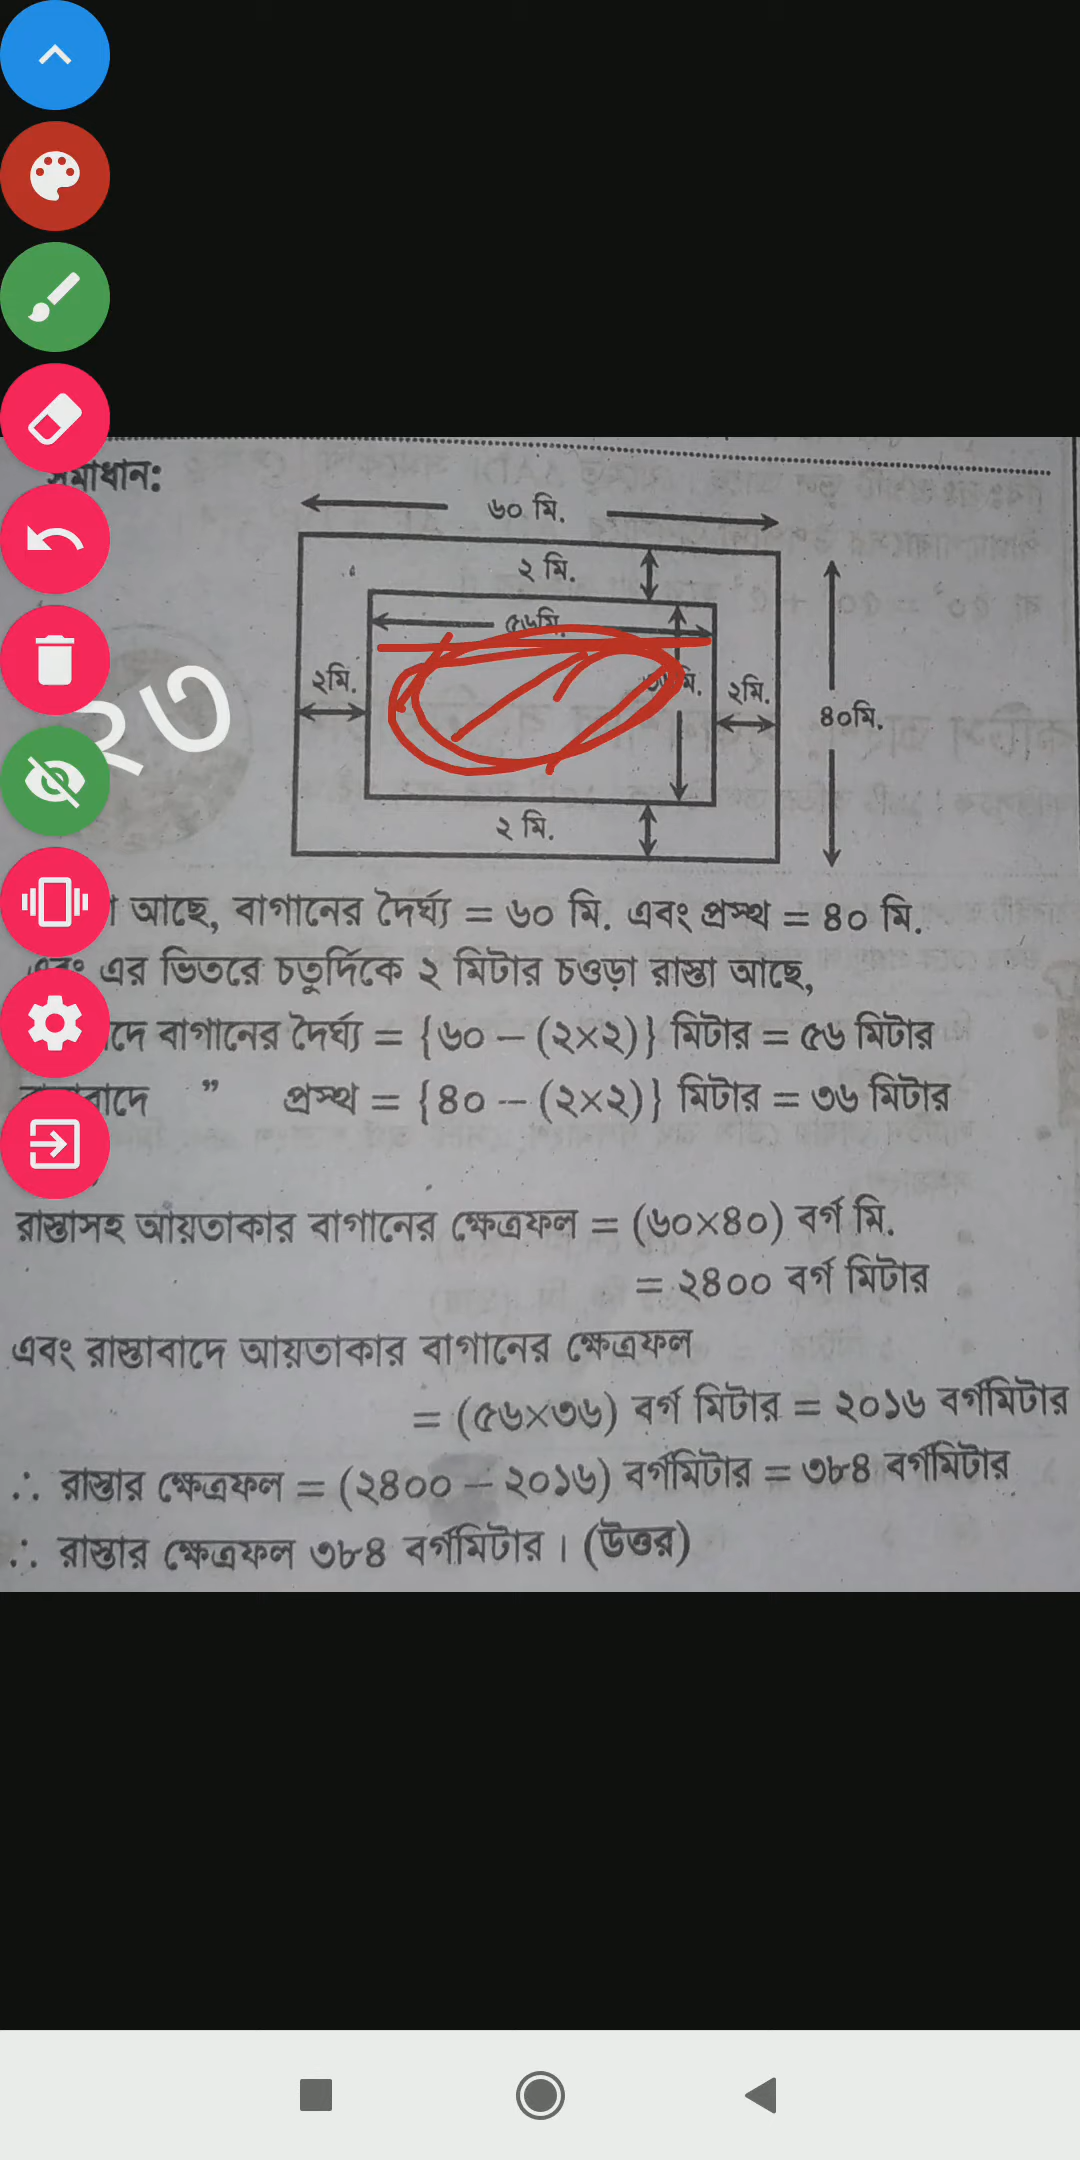 সমাধান:
৬০ মি.
২ মি.
৫৬মি.
২মি.
মি.
২মি.
৪০মি.
২৩
২ মি.
আছে, বাগানের দৈর্ঘ্য = ৬০ মি. এবং প্রস্থ = ৪০ মি.
এবং এর ভিতরে চতুর্দিকে ২ মিটার চওড়া রাস্তা আছে,
বাগানের দৈর্ঘ্য = {৬০ – (২×২)} মিটার = ৫৬ মিটার
" প্রস্থ = {৪০ – (২×২)} মিটার = ৩৬ মিটার
রাস্তাসহ আয়তাকার বাগানের ক্ষেত্রফল = (৬০×৪০) বর্গ মি.
= ২৪০০ বর্গ মিটার
এবং রাস্তাবাদে আয়তাকার বাগানের ক্ষেত্রফল
= (৫৬×৩৬) বর্গ মিটার = ২০১৬ বর্গমিটার
∴ রাস্তার ক্ষেত্রফল = (২৪০০ – ২০১৬) বর্গমিটার = ৩৮৪ বর্গমিটার
∴ রাস্তার ক্ষেত্রফল ৩৮৪ বর্গমিটার। (উত্তর)